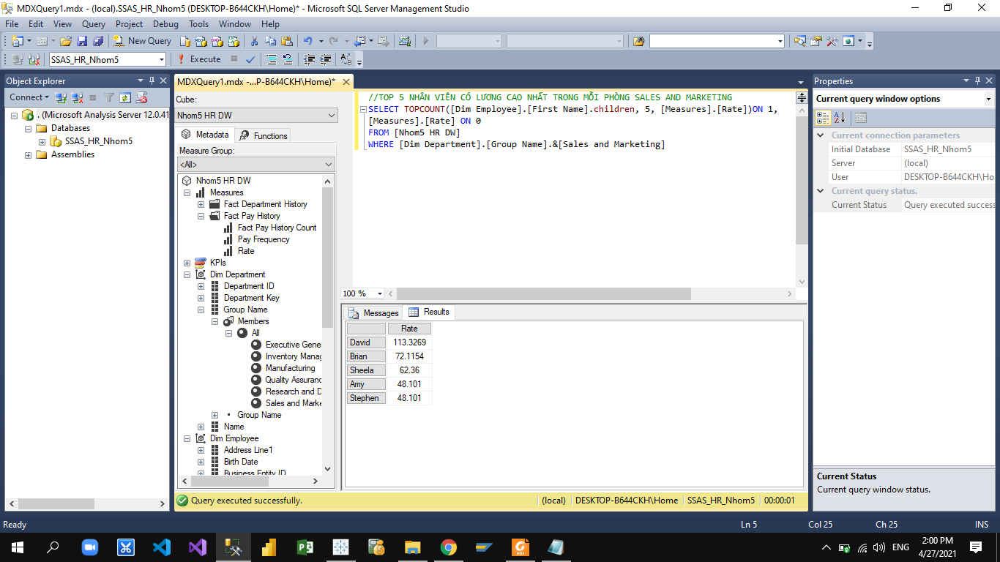 MDXQuery1.mdx - (local).SSAS_HR_Nhom5 (DESKTOP-B644CKH\Home)* - Microsoft SQL Server Management Studio
File Edit View Query Project Debug Tools Window Help
New Query
SSAS_HR_Nhom5
Execute
Object Explorer
Connect
. (Microsoft Analysis Server 12.0.41
Databases
SSAS_HR_Nhom5
Assemblies
MDXQuery1.mdx -...P-B644CKH\Home)*
Cube:
Nhom5 HR DW
Metadata
Functions
Measure Group:
<All>
Nhom5 HR DW
Measures
Fact Department History
Fact Pay History
Fact Pay History Count
Pay Frequency
Rate
KPIs
Dim Department
Department ID
Department Key
Group Name
Members
All
Executive Gene
Inventory Manag
Manufacturing
Quality Assuranc
Research and D
Sales and Marke
Group Name
Name
Dim Employee
Address Line1
Birth Date
Business Entity ID
//TOP 5 NHÂN VIÊN CÓ LƯƠNG CAO NHẤT TRONG MỖI PHÒNG SALES AND MARKETING
SELECT TOPCOUNT([Dim Employee].[First Name].children, 5, [Measures].[Rate])ON 1,
[Measures].[Rate] ON 0
FROM [Nhom5 HR DW]
WHERE [Dim Department].[Group Name].&[Sales and Marketing]
100 %
Messages
Results
Rate
David 113.3269
Brian 72.1154
Sheela 62.36
Amy 48.101
Stephen 48.101
Query executed successfully.
(local)
DESKTOP-B644CKH\Home
SSAS_HR_Nhom5
00:00:01
Properties
Current query window options
Current connection parameters
Initial Database SSAS_HR_Nhom5
Server (local)
User DESKTOP-B644CKH\Ho
Current query status.
Current Status Query executed success
Current Status
Current query window status.
Ready
Ln 5
Col 25
Ch 25
INS
ENG
2:00 PM
4/27/2021